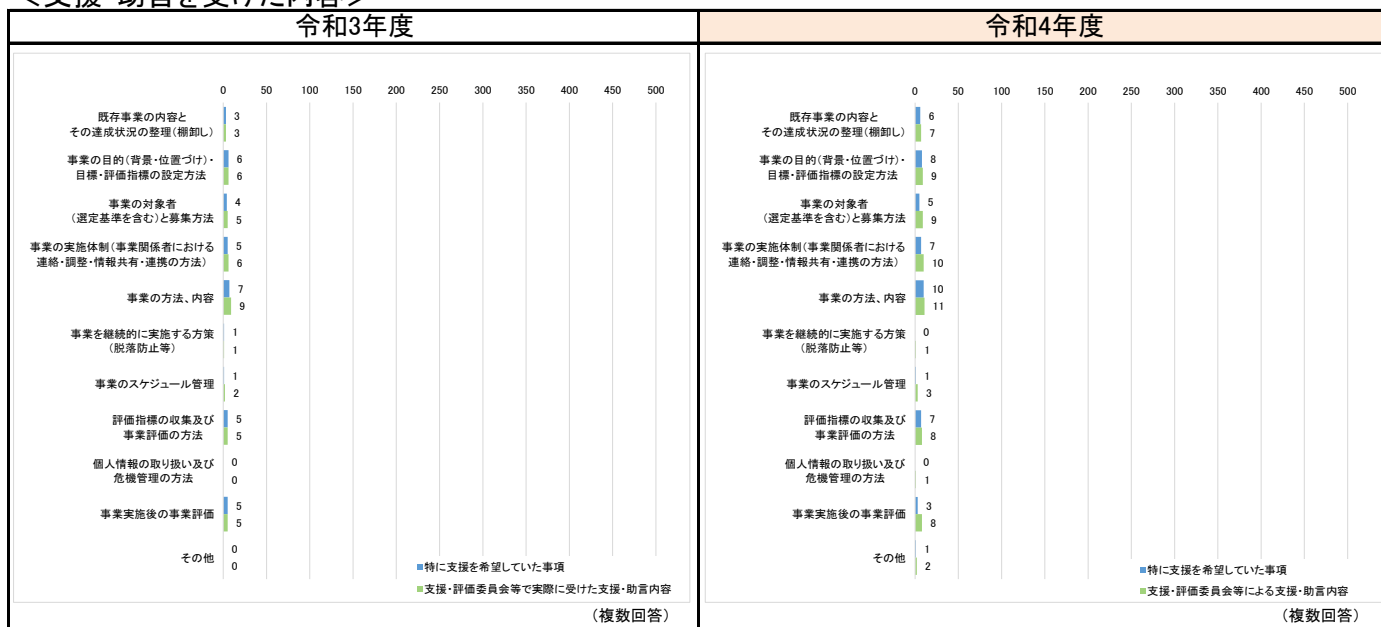 ＜支援・助言を受けた内容＞
令和3年度
0 50 100 150 200 250 300 350 400 450 500
既存事業の内容と
その達成状況の整理（棚卸し）
3
3
事業の目的（背景・位置づけ）・
目標・評価指標の設定方法
6
6
事業の対象者
（選定基準を含む）と募集方法
4
5
事業の実施体制（事業関係者における
連絡・調整・情報共有・連携の方法）
5
6
事業の方法、内容
7
9
事業を継続的に実施する方策
（脱落防止等）
1
1
事業のスケジュール管理
1
2
評価指標の収集及び
事業評価の方法
5
5
個人情報の取り扱い及び
危機管理の方法
0
0
事業実施後の事業評価
5
5
その他
0
0
■特に支援を希望していた事項
■支援・評価委員会等で実際に受けた支援・助言内容
（複数回答）
令和4年度
0 50 100 150 200 250 300 350 400 450 500
既存事業の内容と
その達成状況の整理（棚卸し）
6
7
事業の目的（背景・位置づけ）・
目標・評価指標の設定方法
8
9
事業の対象者
（選定基準を含む）と募集方法
5
9
事業の実施体制（事業関係者における
連絡・調整・情報共有・連携の方法）
7
10
事業の方法、内容
10
11
事業を継続的に実施する方策
（脱落防止等）
0
1
事業のスケジュール管理
1
3
評価指標の収集及び
事業評価の方法
7
8
個人情報の取り扱い及び
危機管理の方法
0
1
事業実施後の事業評価
3
8
その他
1
2
■特に支援を希望していた事項
■支援・評価委員会等による支援・助言内容
（複数回答）